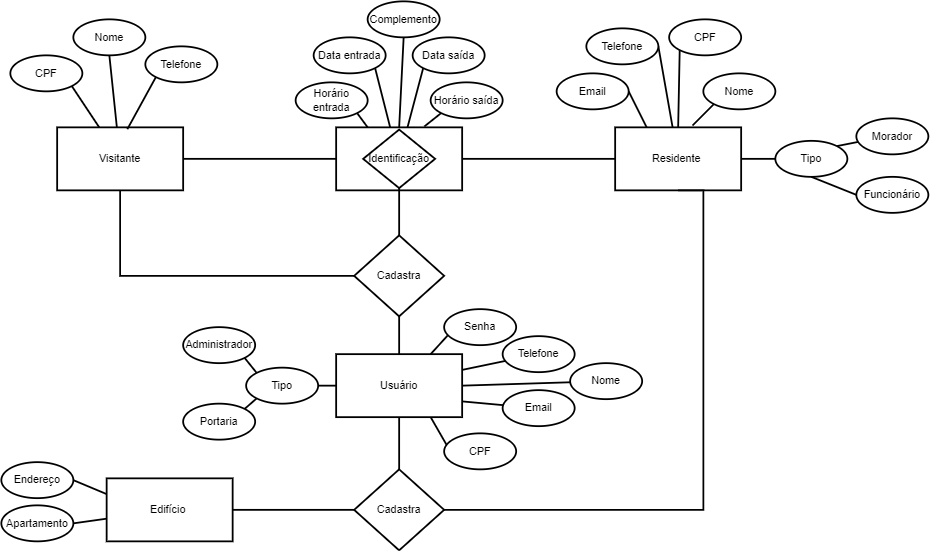 Complemento
Nome
Telefone
CPF
Data entrada
Data saída
Telefone
CPF
Email
Nome
Horário
entrada
Horário saída
Visitante
Identificação
Residente
Tipo
Morador
Funcionário
Cadastra
Senha
Administrador
Telefone
Tipo
Usuário
Nome
Email
Portaria
CPF
Endereço
Apartamento
Edifício
Cadastra